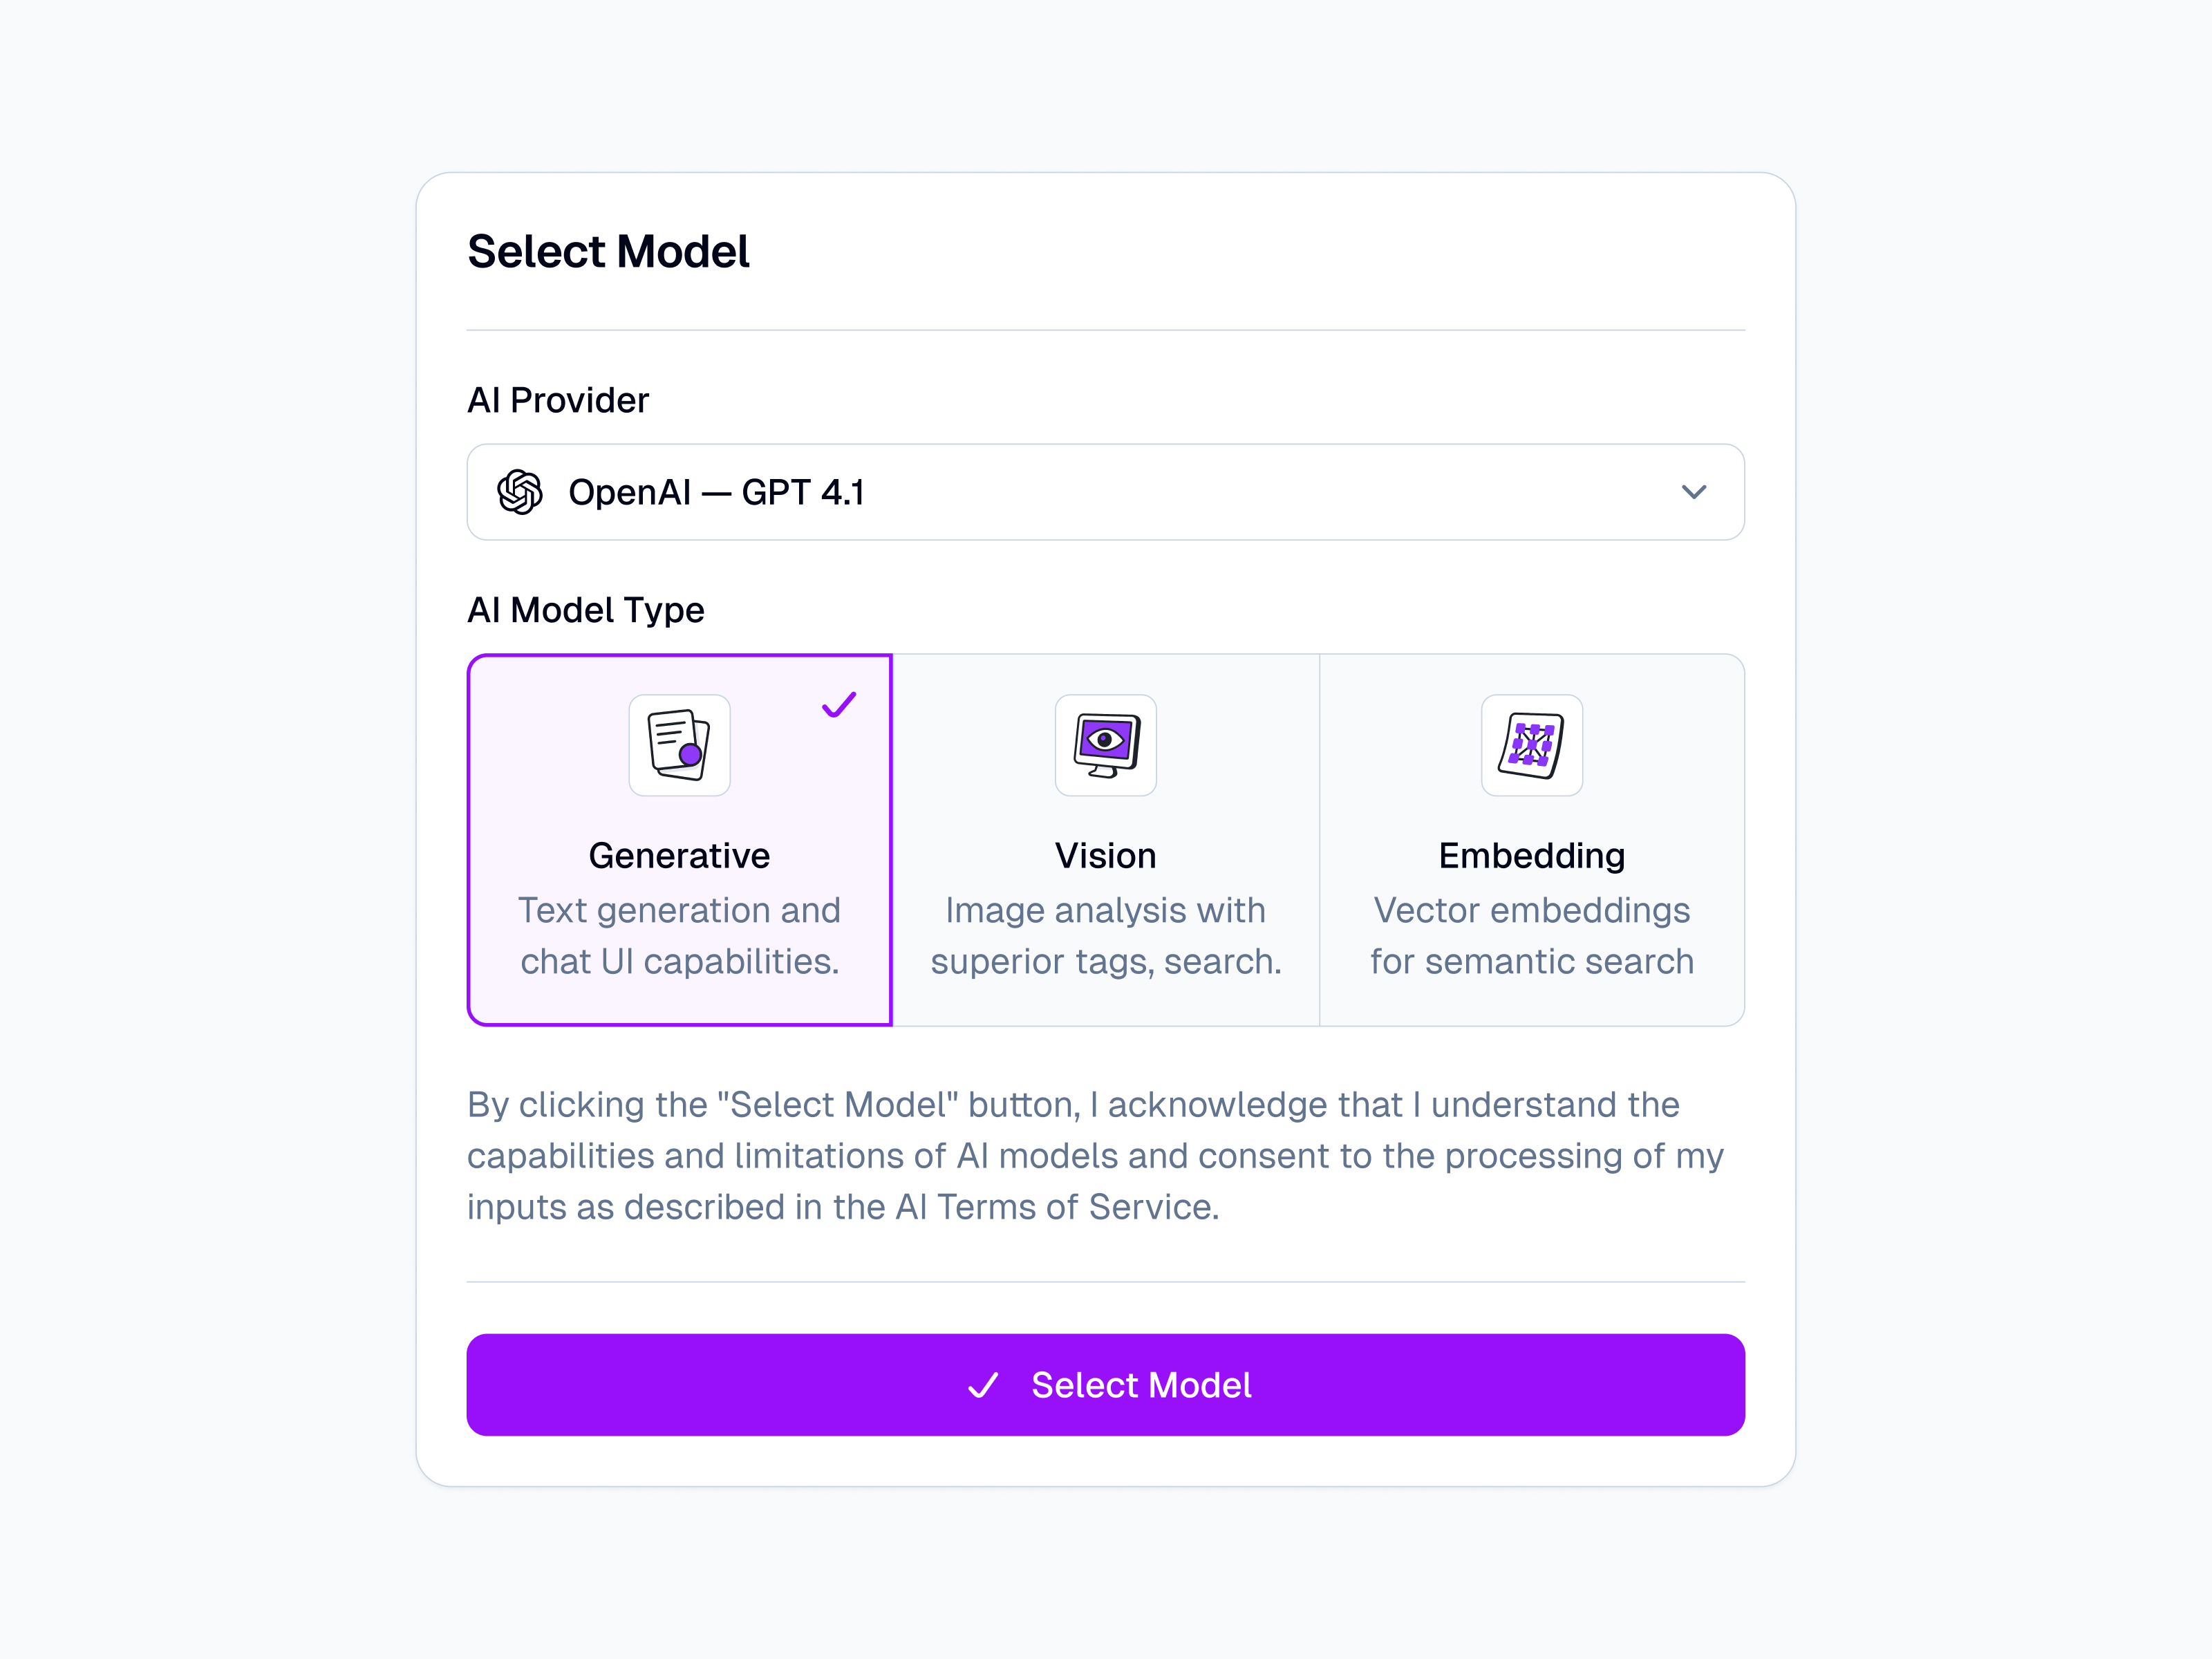 Select Model
AI Provider
OpenAI — GPT 4.1
AI Model Type
Generative
Text generation and
chat UI capabilities.
Vision
Image analysis with
superior tags, search.
Embedding
Vector embeddings
for semantic search
By clicking the "Select Model" button, I acknowledge that I understand the
capabilities and limitations of AI models and consent to the processing of my
inputs as described in the AI Terms of Service.
Select Model